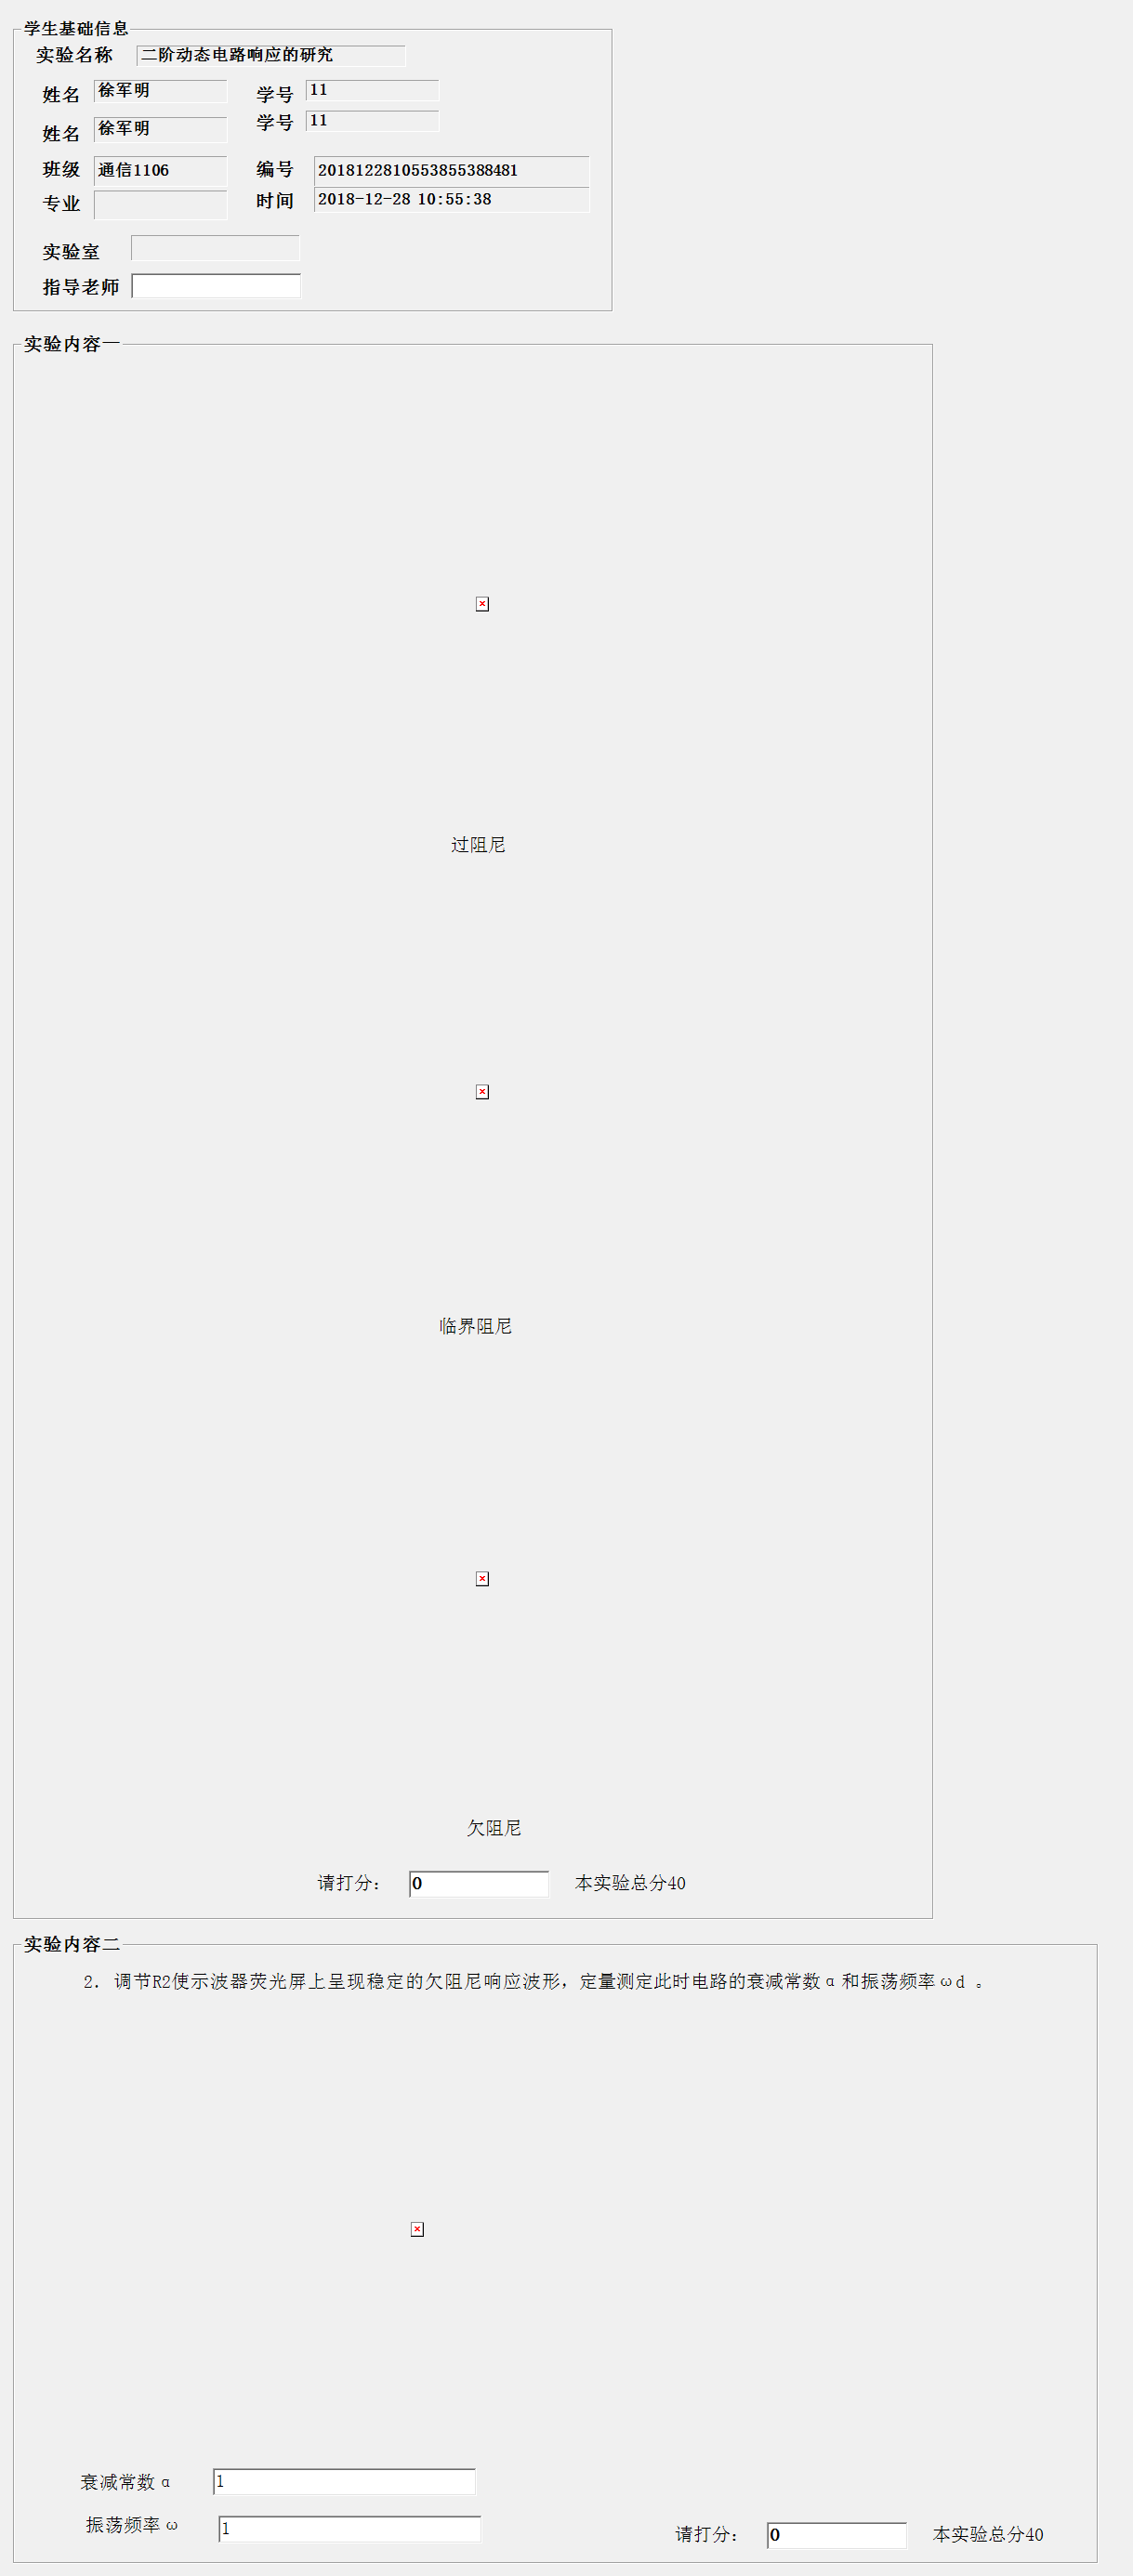 学生基础信息
实验名称 二阶动态电路响应的研究
姓名 徐军明 学号 11
姓名 徐军明 学号 11
班级 通信1106 编号 2018122810553855388481
专业 时间 2018-12-28 10:55:38
实验室
指导老师
实验内容一
过阻尼
临界阻尼
欠阻尼
请打分: 0 本实验总分40
实验内容二
2. 调节R2使示波器荧光屏上呈现稳定的欠阻尼响应波形，定量测定此时电路的衰减常数α和振荡频率ωd 。
衰减常数α 1
振荡频率ω 1
请打分: 0 本实验总分40